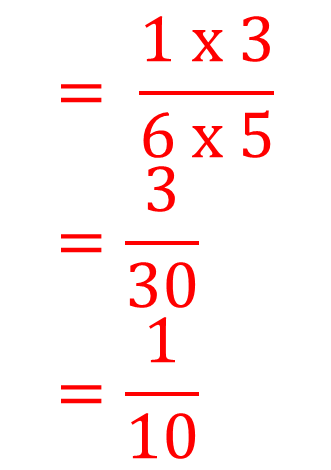 = 1 x 3
6 x 5
= 3
30
= 1
10